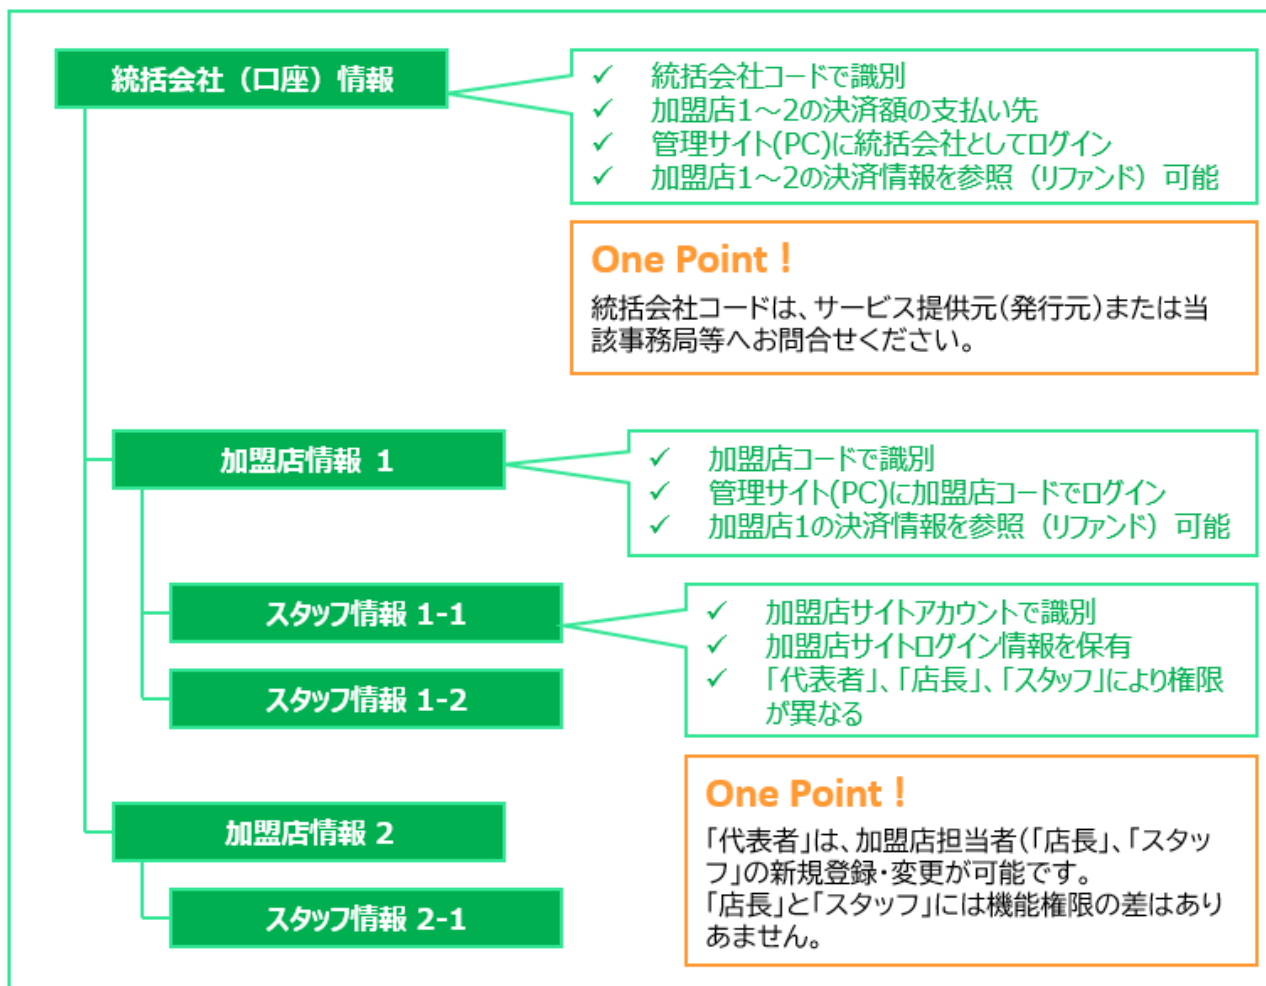 統括会社（口座）情報
✓ 統括会社コードで識別
✓ 加盟店1～2の決済額の支払い先
✓ 管理サイト(PC)に統括会社としてログイン
✓ 加盟店1～2の決済情報を参照（リファンド）可能
One Point！
統括会社コードは、サービス提供元（発行元）または当
該事務局等へお問合せください。
加盟店情報 1
✓ 加盟店コードで識別
✓ 管理サイト(PC)に加盟店コードでログイン
✓ 加盟店1の決済情報を参照（リファンド）可能
スタッフ情報 1-1
✓ 加盟店サイトアカウントで識別
✓ 加盟店サイトログイン情報を保有
✓ 「代表者」、「店長」、「スタッフ」により権限
が異なる
スタッフ情報 1-2
One Point！
「代表者」は、加盟店担当者（「店長」、「スタッ
フ」の新規登録・変更が可能です。
「店長」と「スタッフ」には機能権限の差はあり
あません。
加盟店情報 2
スタッフ情報 2-1